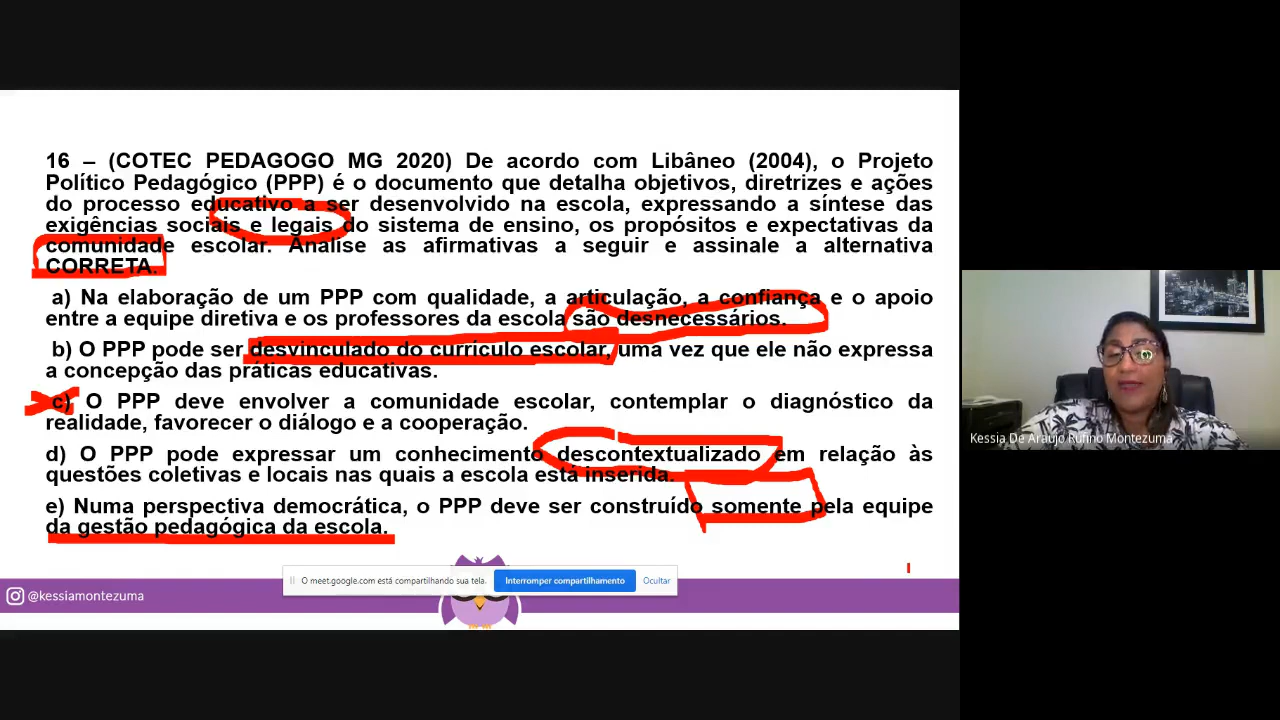 16 – (COTEC PEDAGOGO MG 2020) De acordo com Libâneo (2004), o Projeto
Político Pedagógico (PPP) é o documento que detalha objetivos, diretrizes e ações
do processo educativo a ser desenvolvido na escola, expressando a síntese das
exigências sociais e legais do sistema de ensino, os propósitos e expectativas da
comunidade escolar. Analise as afirmativas a seguir e assinale a alternativa
CORRETA.
a) Na elaboração de um PPP com qualidade, a articulação, a confiança e o apoio
entre a equipe diretiva e os professores da escola são desnecessários.
b) O PPP pode ser desvinculado do currículo escolar, uma vez que ele não expressa
a concepção das práticas educativas.
c) O PPP deve envolver a comunidade escolar, contemplar o diagnóstico da
realidade, favorecer o diálogo e a cooperação.
d) O PPP pode expressar um conhecimento descontextualizado em relação às
questões coletivas e locais nas quais a escola está inserida.
e) Numa perspectiva democrática, o PPP deve ser construído somente pela equipe
da gestão pedagógica da escola.
O meet.google.com está compartilhando sua tela. Interromper compartilhamento Ocultar
@kessiamontezuma
Kessia De Araujo Rufino Montezuma